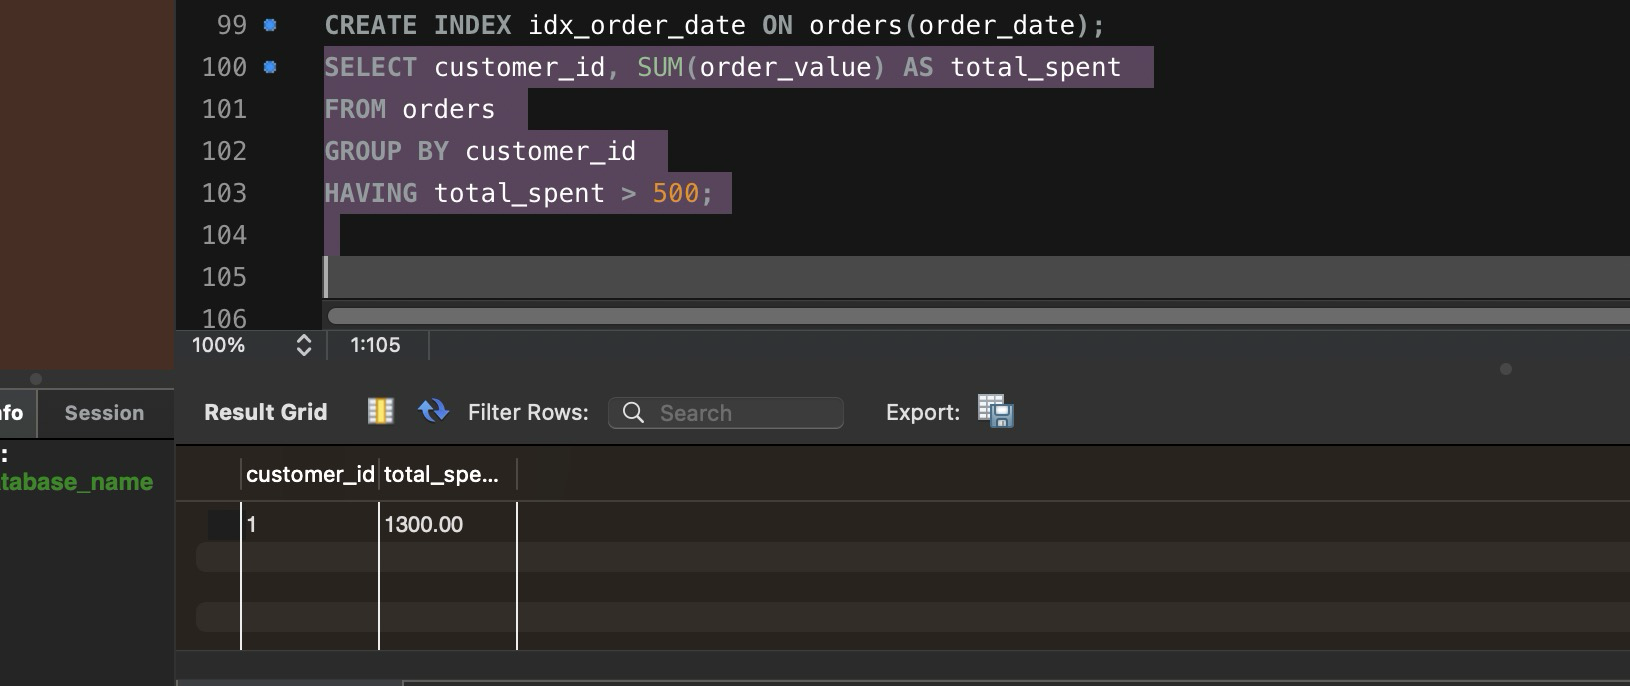 99 CREATE INDEX idx_order_date ON orders(order_date);
100 SELECT customer_id, SUM(order_value) AS total_spent
101 FROM orders
102 GROUP BY customer_id
103 HAVING total_spent > 500;
104
105
106
100% 1:105
fo Session
Result Grid Filter Rows: Search Export:
:
tabase_name
customer_id total_spe...
1 1300.00